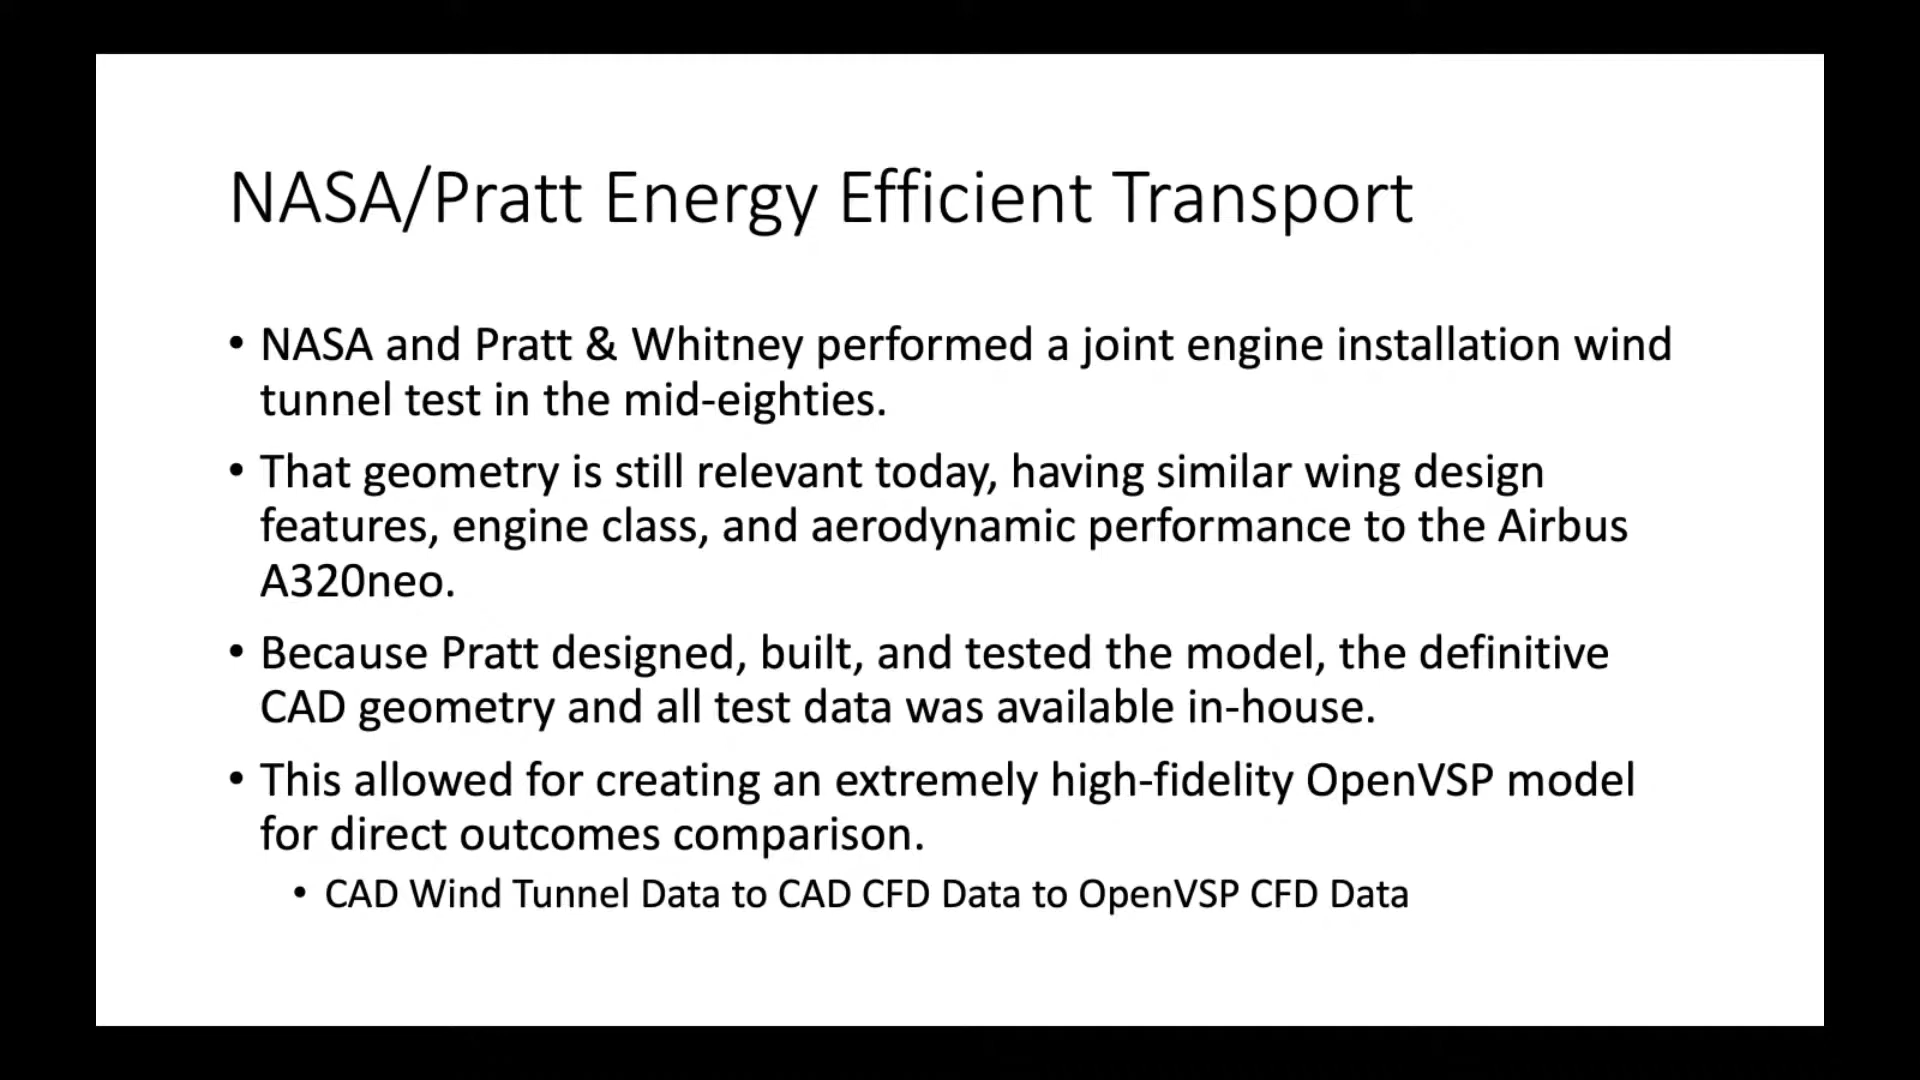 NASA/Pratt Energy Efficient Transport
• NASA and Pratt & Whitney performed a joint engine installation wind
tunnel test in the mid-eighties.
• That geometry is still relevant today, having similar wing design
features, engine class, and aerodynamic performance to the Airbus
A320neo.
• Because Pratt designed, built, and tested the model, the definitive
CAD geometry and all test data was available in-house.
• This allowed for creating an extremely high-fidelity OpenVSP model
for direct outcomes comparison.
• CAD Wind Tunnel Data to CAD CFD Data to OpenVSP CFD Data